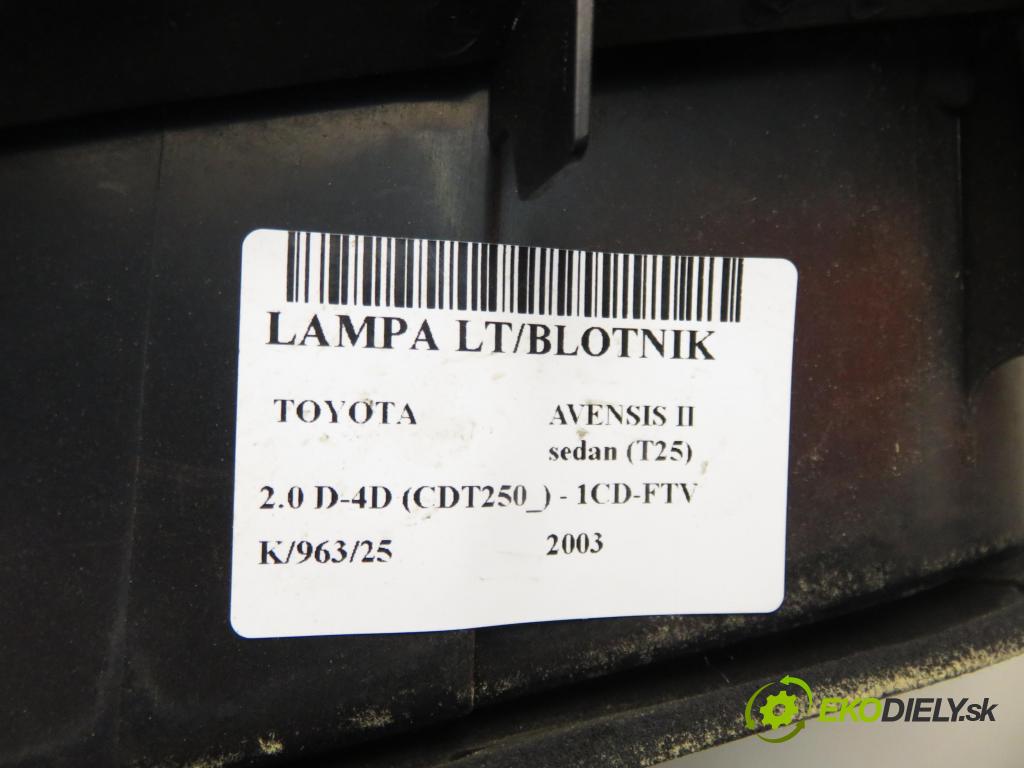 LAMPA LT/BLOTNIK
TOYOTA AVENSIS II
sedan (T25)
2.0 D-4D (CDT250_) - 1CD-FTV
K/963/25 2003
EKODIELY.sk